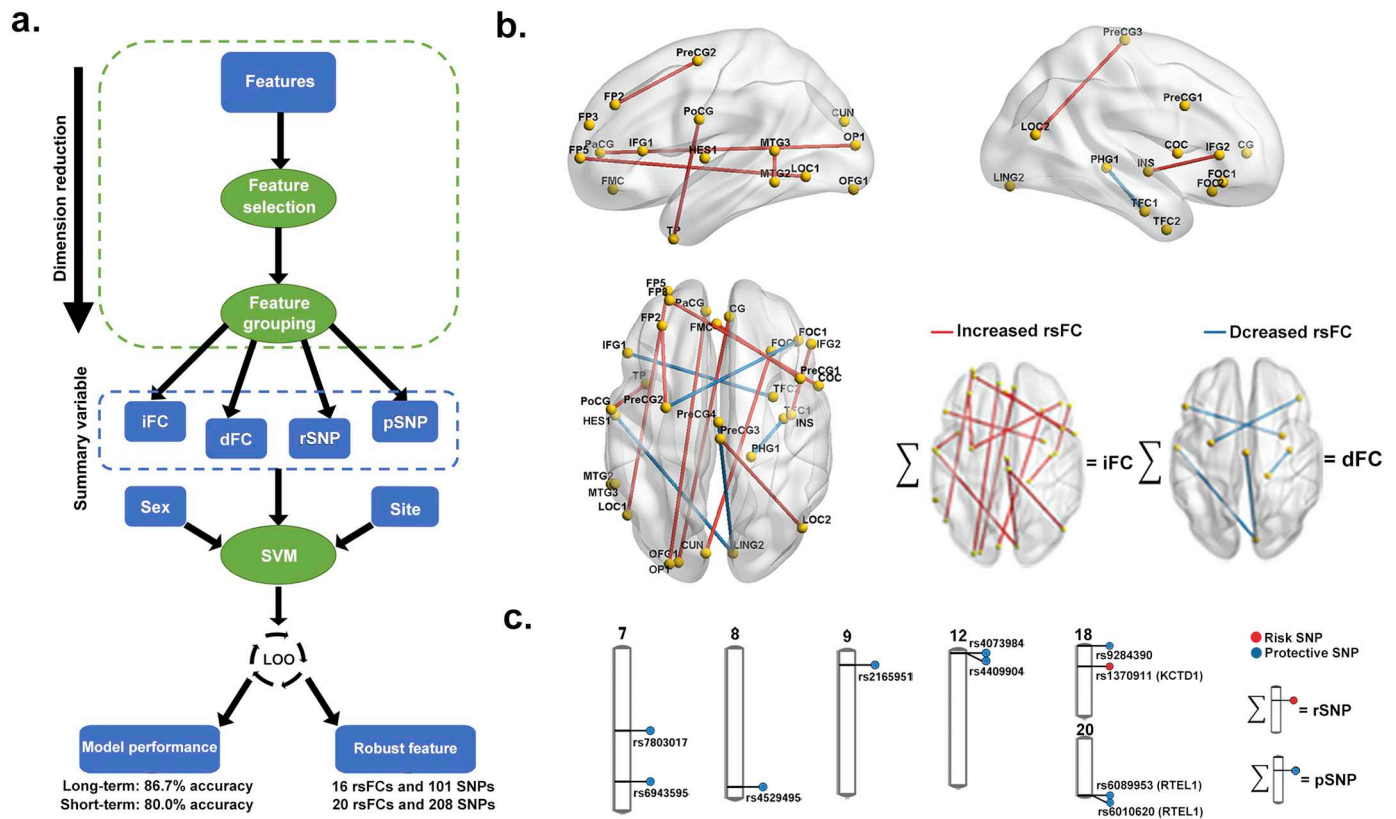 a.
Dimension reduction
Features
Feature
selection
Feature
grouping
Summary variable
iFC
dFC
rSNP
pSNP
Sex
Site
SVM
LOO
Model performance
Robust feature
Long-term: 86.7% accuracy
Short-term: 80.0% accuracy
16 rsFCs and 101 SNPs
20 rsFCs and 208 SNPs
b.
PreCG2
FP2
FP3
PoCG
CUN
PaCG
FP5
IFG1
HES1
MTG3
OP1
MTG2
LOC1
FMC
OFG1
TP
PreCG3
PreCG1
LOC2
COC
IFG2
CG
PHG1
INS
LING2
FOC1
FOC2
TFC1
TFC2
FP5
FP3
PaCG
CG
FP2
FMC
FOC1
IFG1
IFG2
TP
PreCG1
COC
TFC2
PoCG
PreCG2
HES1
PreCG4
TFC1
INS
PreCG3
PHG1
MTG2
MTG3
LOC1
LOC2
OFG1
CUN
LING2
OP1
Increased rsFC
Dcreased rsFC
∑
= iFC
∑
= dFC
c.
7
rs7803017
rs6943595
8
rs4529495
9
rs2165951
12
rs4073984
rs4409904
18
rs9284390
rs1370911 (KCTD1)
20
rs6089953 (RTEL1)
rs6010620 (RTEL1)
Risk SNP
Protective SNP
∑ = rSNP
∑ = pSNP